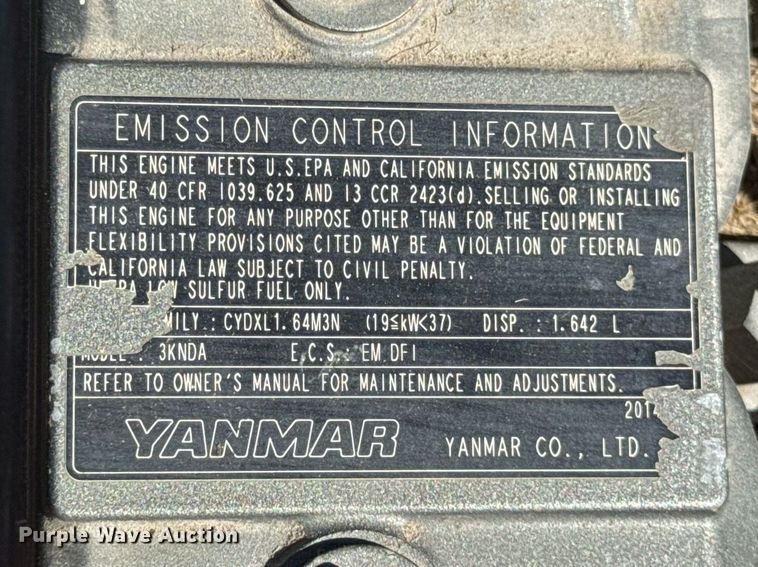 EMISSION CONTROL INFORMATION
THIS ENGINE MEETS U.S.EPA AND CALIFORNIA EMISSION STANDARDS
UNDER 40 CFR 1039.625 AND 13 CCR 2423(d).SELLING OR INSTALLING
THIS ENGINE FOR ANY PURPOSE OTHER THAN FOR THE EQUIPMENT
FLEXIBILITY PROVISIONS CITED MAY BE A VIOLATION OF FEDERAL AND
CALIFORNIA LAW SUBJECT TO CIVIL PENALTY.
ULTRA LOW SULFUR FUEL ONLY.
MILY : CYDXL1.64M3N (19≦kW<37) DISP. : 1.642 L
MODEL : 3KNDA E.C.S.: EM DFI
REFER TO OWNER'S MANUAL FOR MAINTENANCE AND ADJUSTMENTS.
201
YANMAR YANMAR CO., LTD.
Purple Wave Auction